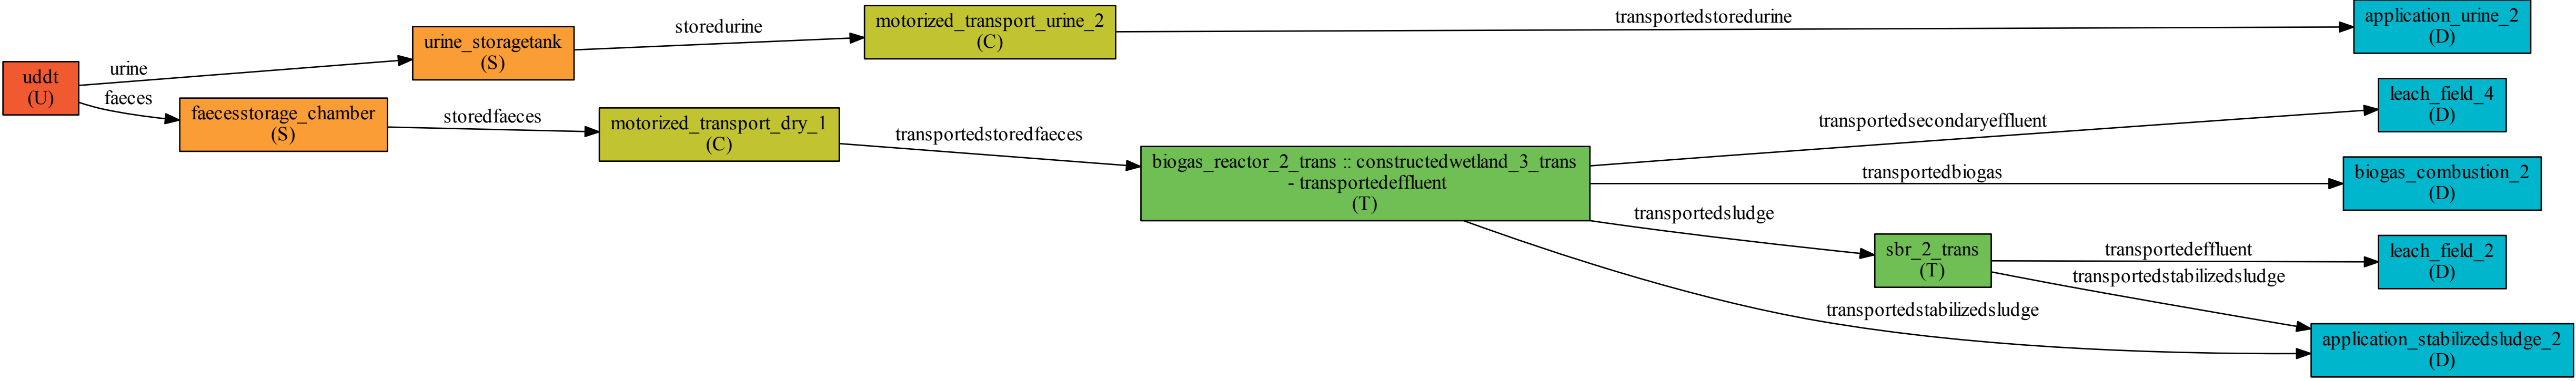 uddt
(U)
urine
faeces
urine_storagetank
(S)
faecesstorage_chamber
(S)
storedurine
storedfaeces
motorized_transport_urine_2
(C)
motorized_transport_dry_1
(C)
transportedstoredurine
transportedstoredfaeces
biogas_reactor_2_trans :: constructedwetland_3_trans
- transportedeffluent
(T)
transportedsecondaryeffluent
transportedbiogas
transportedsludge
transportedstabilizedsludge
sbr_2_trans
(T)
transportedeffluent
transportedstabilizedsludge
application_urine_2
(D)
leach_field_4
(D)
biogas_combustion_2
(D)
leach_field_2
(D)
application_stabilizedsludge_2
(D)